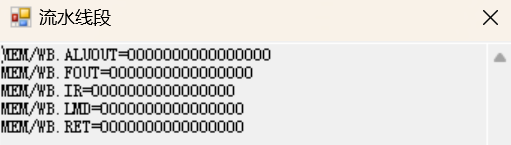 流水线段
MEM/WB.ALUOUT=0000000000000000
MEM/WB.FOUT=0000000000000000
MEM/WB.IR=0000000000000000
MEM/WB.LMD=0000000000000000
MEM/WB.RET=0000000000000000